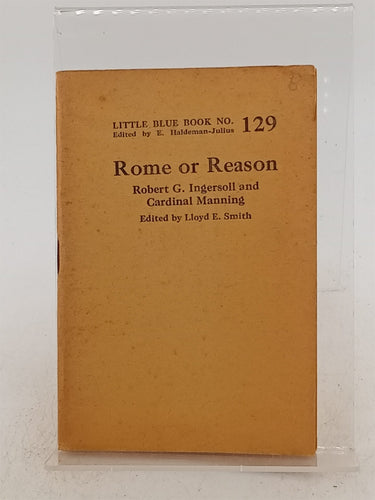 LITTLE BLUE BOOK NO. 129
Edited by E. Haldeman-Julius
Rome or Reason
Robert G. Ingersoll and
Cardinal Manning
Edited by Lloyd E. Smith